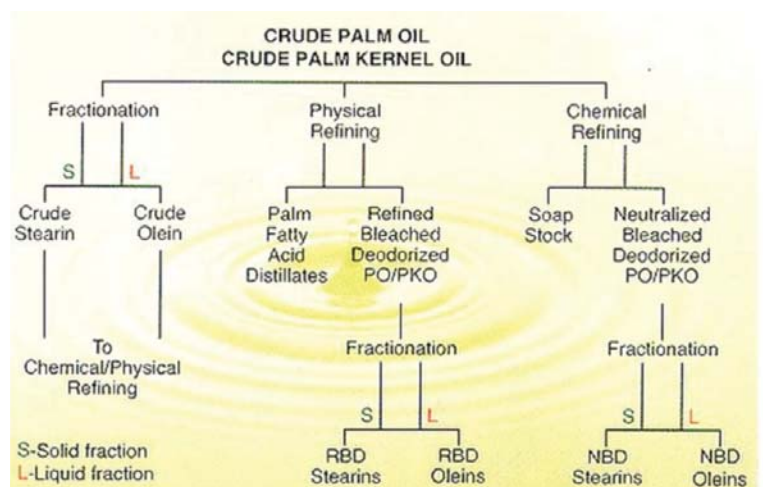 CRUDE PALM OIL
CRUDE PALM KERNEL OIL
Fractionation
Physical
Refining
Chemical
Refining
S
L
Crude
Stearin
Crude
Olein
Palm
Fatty
Acid
Distillates
Refined
Bleached
Deodorized
PO/PKO
Soap
Stock
Neutralized
Bleached
Deodorized
PO/PKO
To
Chemical/Physical
Refining
Fractionation
Fractionation
S
L
S
L
RBD
Stearins
RBD
Oleins
NBD
Stearins
NBD
Oleins
S-Solid fraction
L-Liquid fraction